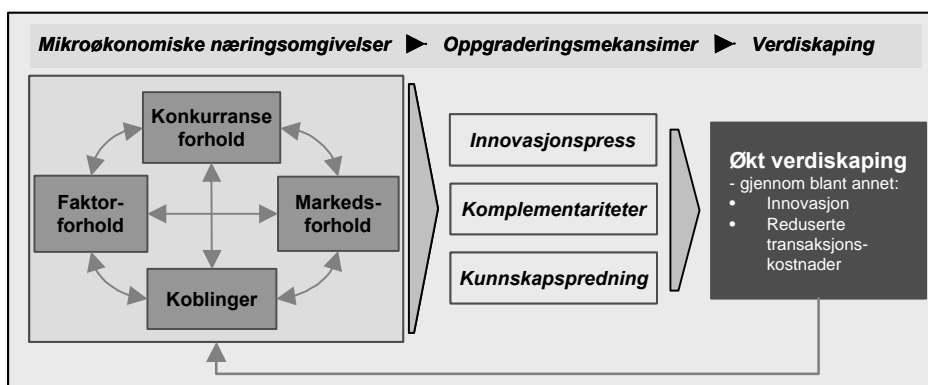 Mikroøkonomiske næringsomgivelser
Oppgraderingsmekansimer
Verdiskaping
Konkurranse
forhold
Faktor-
forhold
Markeds-
forhold
Koblinger
Innovasjonspress
Komplementariteter
Kunnskapspredning
Økt verdiskaping
- gjennom blant annet:
• Innovasjon
• Reduserte
transaksjons-
kostnader